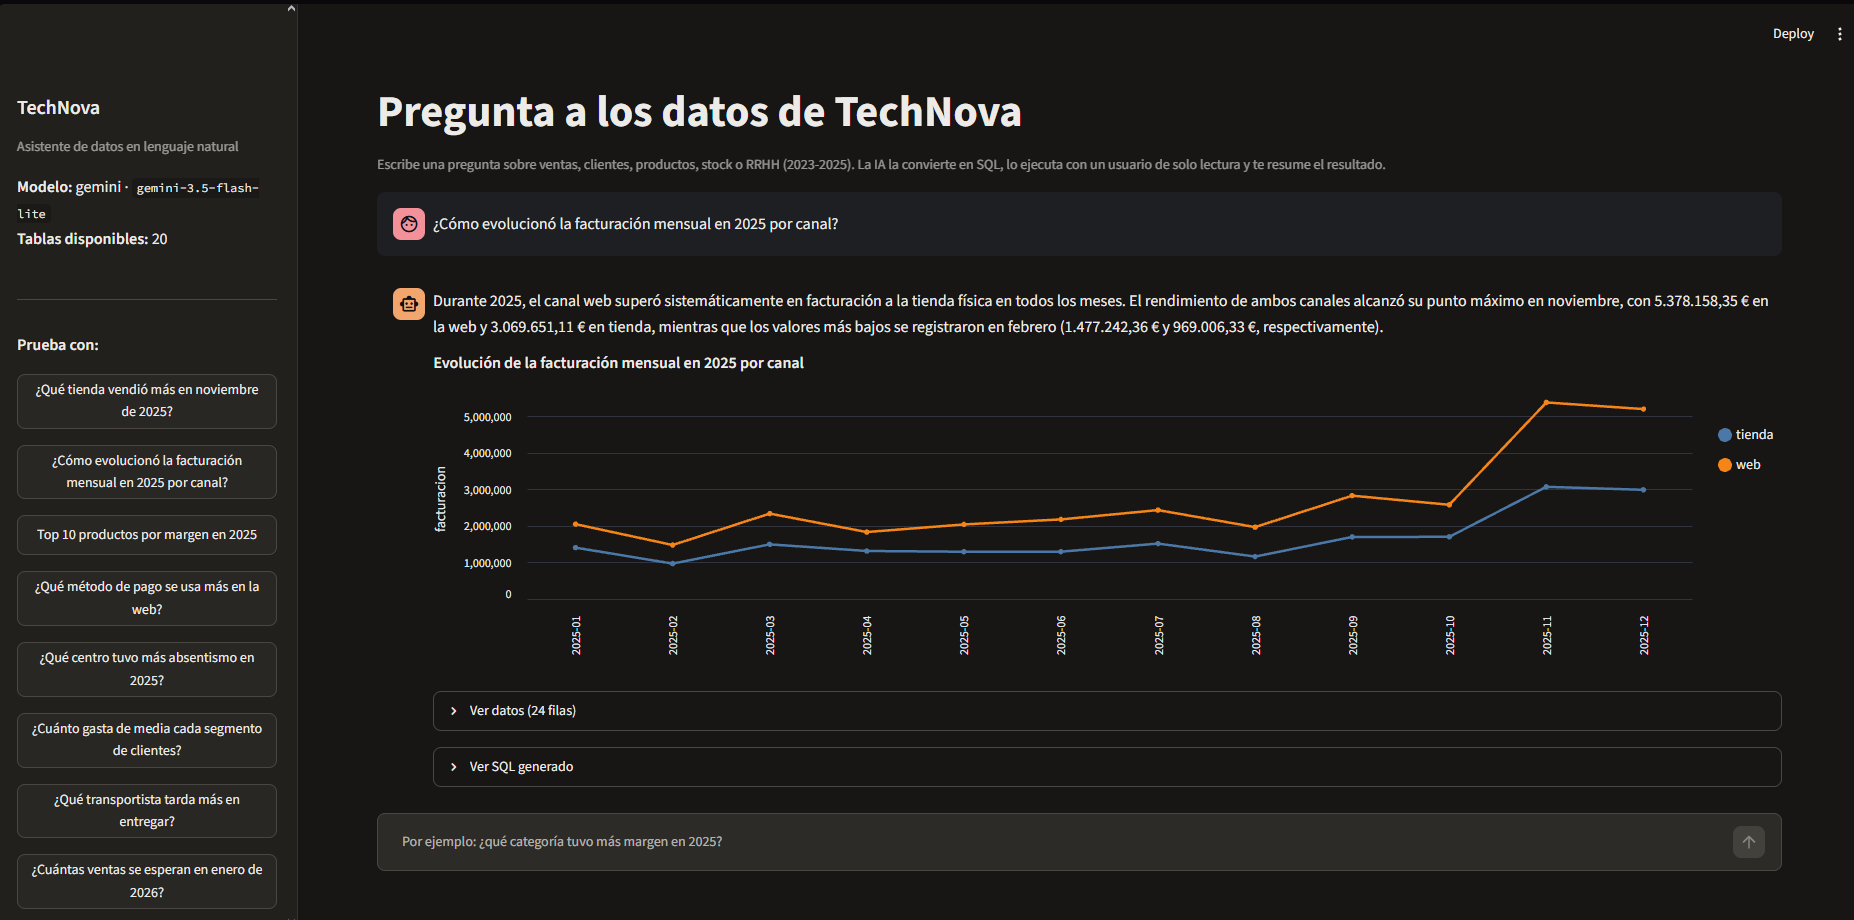 Deploy
TechNova
Asistente de datos en lenguaje natural
Modelo: gemini · gemini-3.5-flash-
lite
Tablas disponibles: 20
Prueba con:
¿Qué tienda vendió más en noviembre
de 2025?
¿Cómo evolucionó la facturación
mensual en 2025 por canal?
Top 10 productos por margen en 2025
¿Qué método de pago se usa más en la
web?
¿Qué centro tuvo más absentismo en
2025?
¿Cuánto gasta de media cada segmento
de clientes?
¿Qué transportista tarda más en
entregar?
¿Cuántas ventas se esperan en enero de
2026?
Pregunta a los datos de TechNova
Escribe una pregunta sobre ventas, clientes, productos, stock o RRHH (2023-2025). La IA la convierte en SQL, lo ejecuta con un usuario de solo lectura y te resume el resultado.
¿Cómo evolucionó la facturación mensual en 2025 por canal?
Durante 2025, el canal web superó sistemáticamente en facturación a la tienda física en todos los meses. El rendimiento de ambos canales alcanzó su punto máximo en noviembre, con 5.378.158,35 € en
la web y 3.069.651,11 € en tienda, mientras que los valores más bajos se registraron en febrero (1.477.242,36 € y 969.006,33 €, respectivamente).
Evolución de la facturación mensual en 2025 por canal
facturacion
5,000,000
4,000,000
3,000,000
2,000,000
1,000,000
0
2025-01
2025-02
2025-03
2025-04
2025-05
2025-06
2025-07
2025-08
2025-09
2025-10
2025-11
2025-12
tienda
web
Ver datos (24 filas)
Ver SQL generado
Por ejemplo: ¿qué categoría tuvo más margen en 2025?